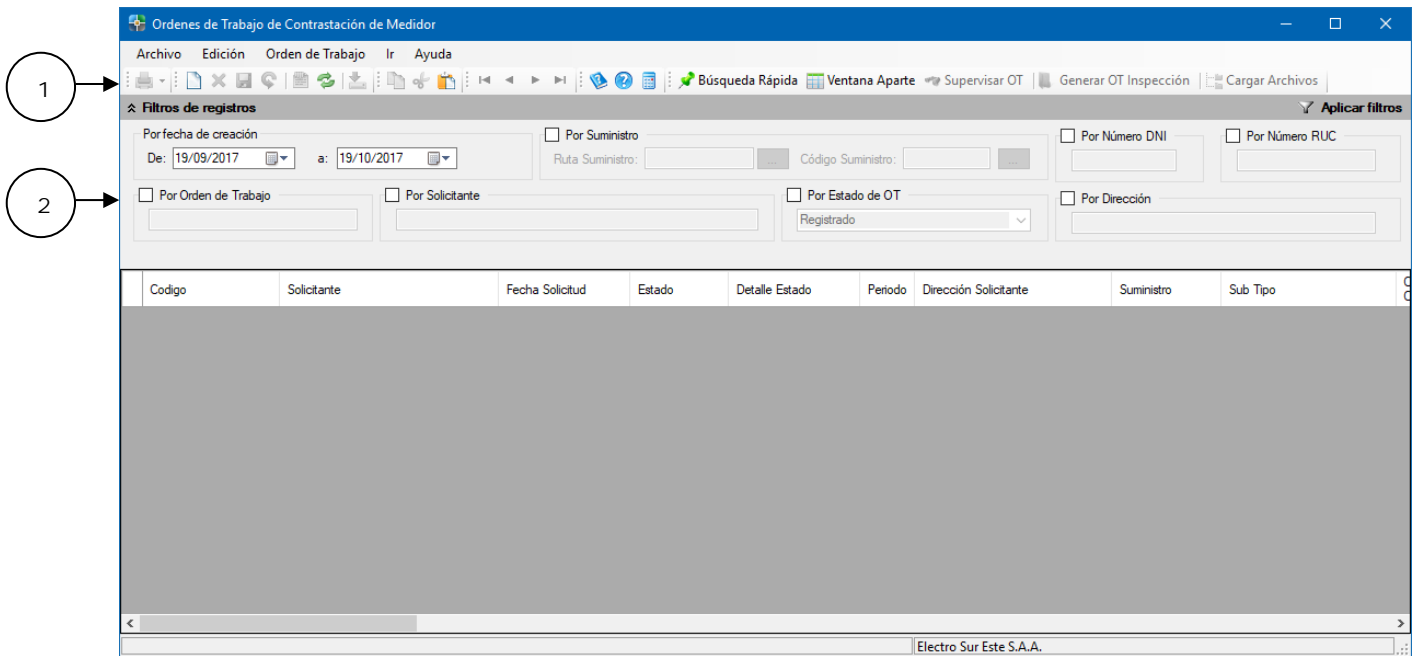 Ordenes de Trabajo de Contrastación de Medidor
Archivo Edición Orden de Trabajo Ir Ayuda
1
Búsqueda Rápida Ventana Aparte Supervisar OT Generar OT Inspección Cargar Archivos
Filtros de registros Aplicar filtros
Por fecha de creación Por Suministro Por Número DNI Por Número RUC
De: 19/09/2017 a: 19/10/2017 Ruta Suministro: ... Código Suministro: ...
2
Por Orden de Trabajo Por Solicitante Por Estado de OT Por Dirección
Registrado
Codigo Solicitante Fecha Solicitud Estado Detalle Estado Periodo Dirección Solicitante Suministro Sub Tipo
Electro Sur Este S.A.A.